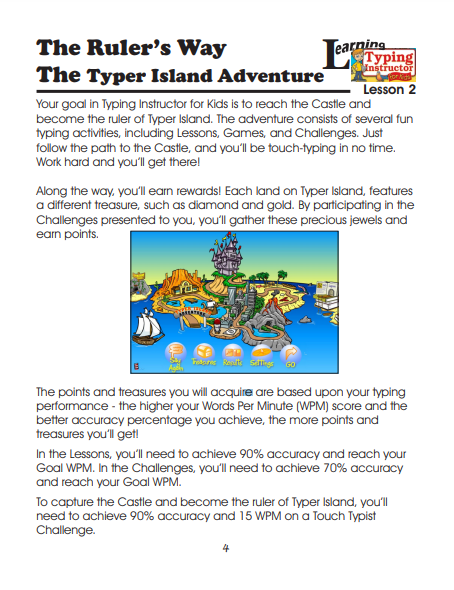 The Ruler's Way
The Typer Island Adventure
Learning
Typing
Instructor
for Kids
Lesson 2
Your goal in Typing Instructor for Kids is to reach the Castle and
become the ruler of Typer Island. The adventure consists of several fun
typing activities, including Lessons, Games, and Challenges. Just
follow the path to the Castle, and you'll be touch-typing in no time.
Work hard and you'll get there!
Along the way, you'll earn rewards! Each land on Typer Island, features
a different treasure, such as diamond and gold. By participating in the
Challenges presented to you, you'll gather these precious jewels and
earn points.
Treasures
Results
Settings
GO
The points and treasures you will acquire are based upon your typing
performance - the higher your Words Per Minute (WPM) score and the
better accuracy percentage you achieve, the more points and
treasures you'll get!
In the Lessons, you'll need to achieve 90% accuracy and reach your
Goal WPM. In the Challenges, you'll need to achieve 70% accuracy
and reach your Goal WPM.
To capture the Castle and become the ruler of Typer Island, you'll
need to achieve 90% accuracy and 15 WPM on a Touch Typist
Challenge.
4